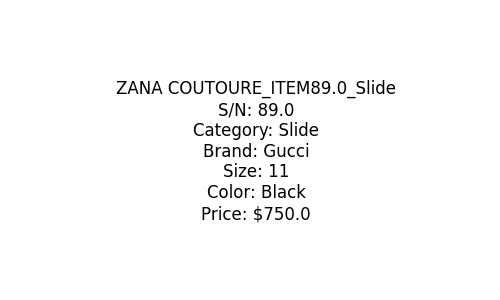 ZANA COUTOURE_ITEM89.0_Slide
S/N: 89.0
Category: Slide
Brand: Gucci
Size: 11
Color: Black
Price: $750.0